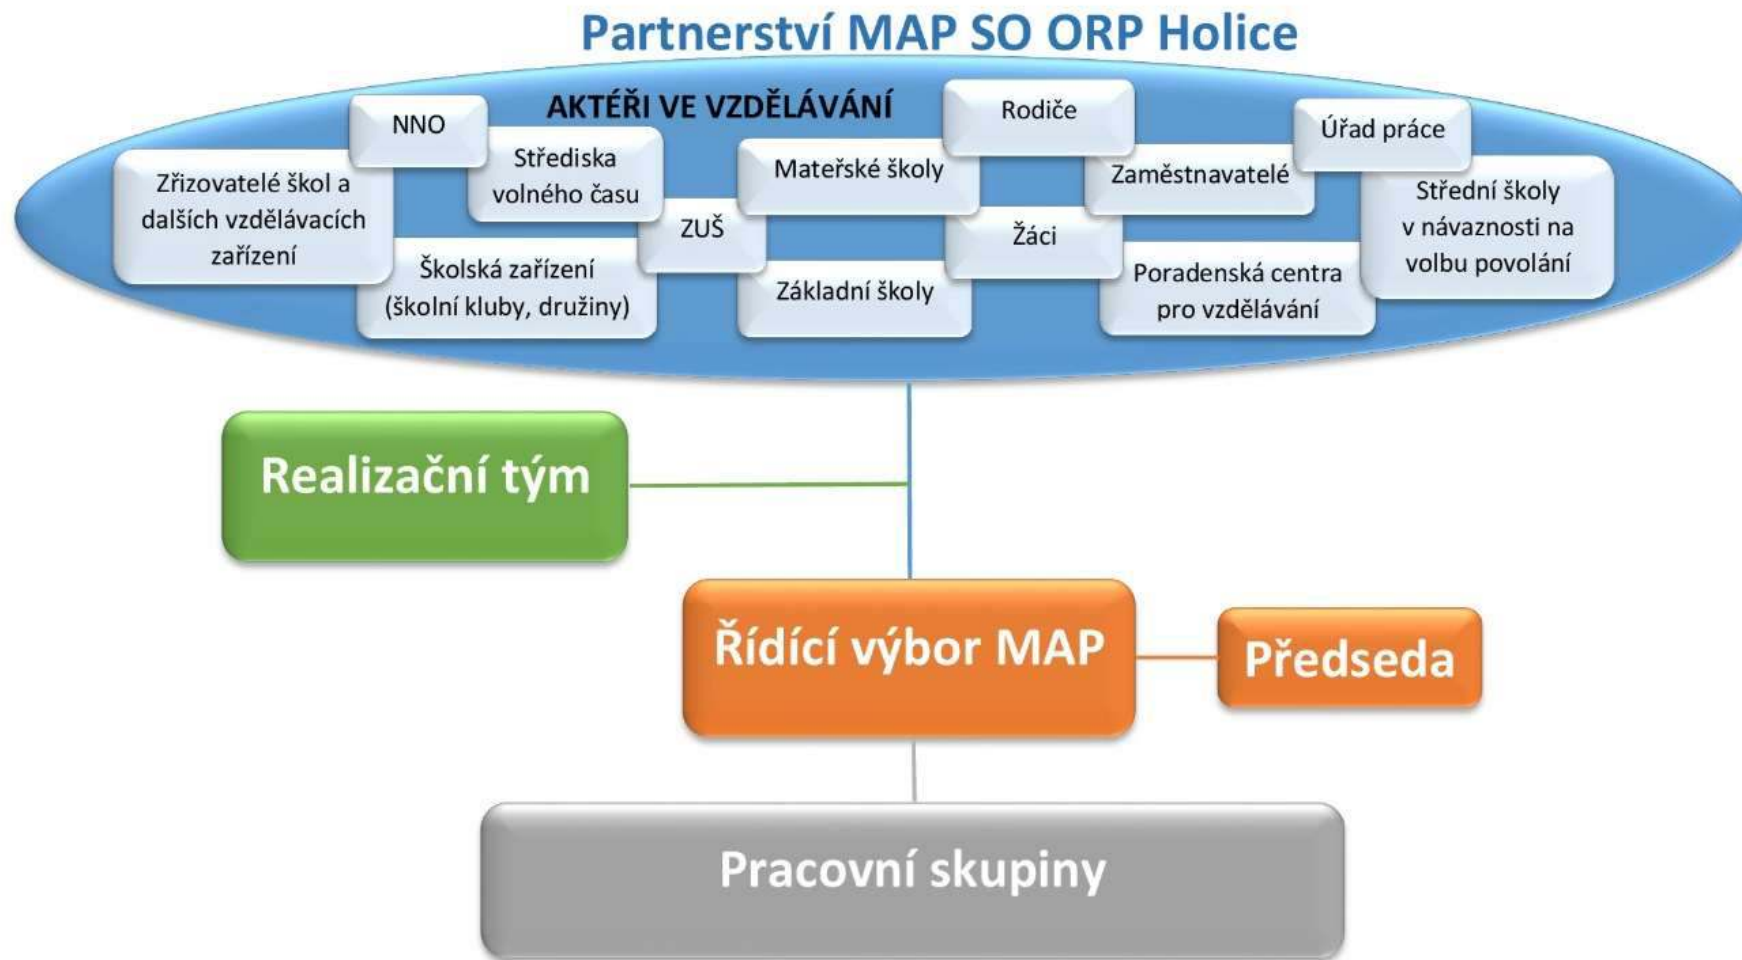 Partnerství MAP SO ORP Holice
AKTÉŘI VE VZDĚLÁVÁNÍ
NNO
Rodiče
Úřad práce
Zřizovatelé škol a
dalších vzdělávacích
zařízení
Střediska
volného času
Mateřské školy
Zaměstnavatelé
Střední školy
v návaznosti na
volbu povolání
ZUŠ
Žáci
Školská zařízení
(školní kluby, družiny)
Základní školy
Poradenská centra
pro vzdělávání
Realizační tým
Řídící výbor MAP
Předseda
Pracovní skupiny